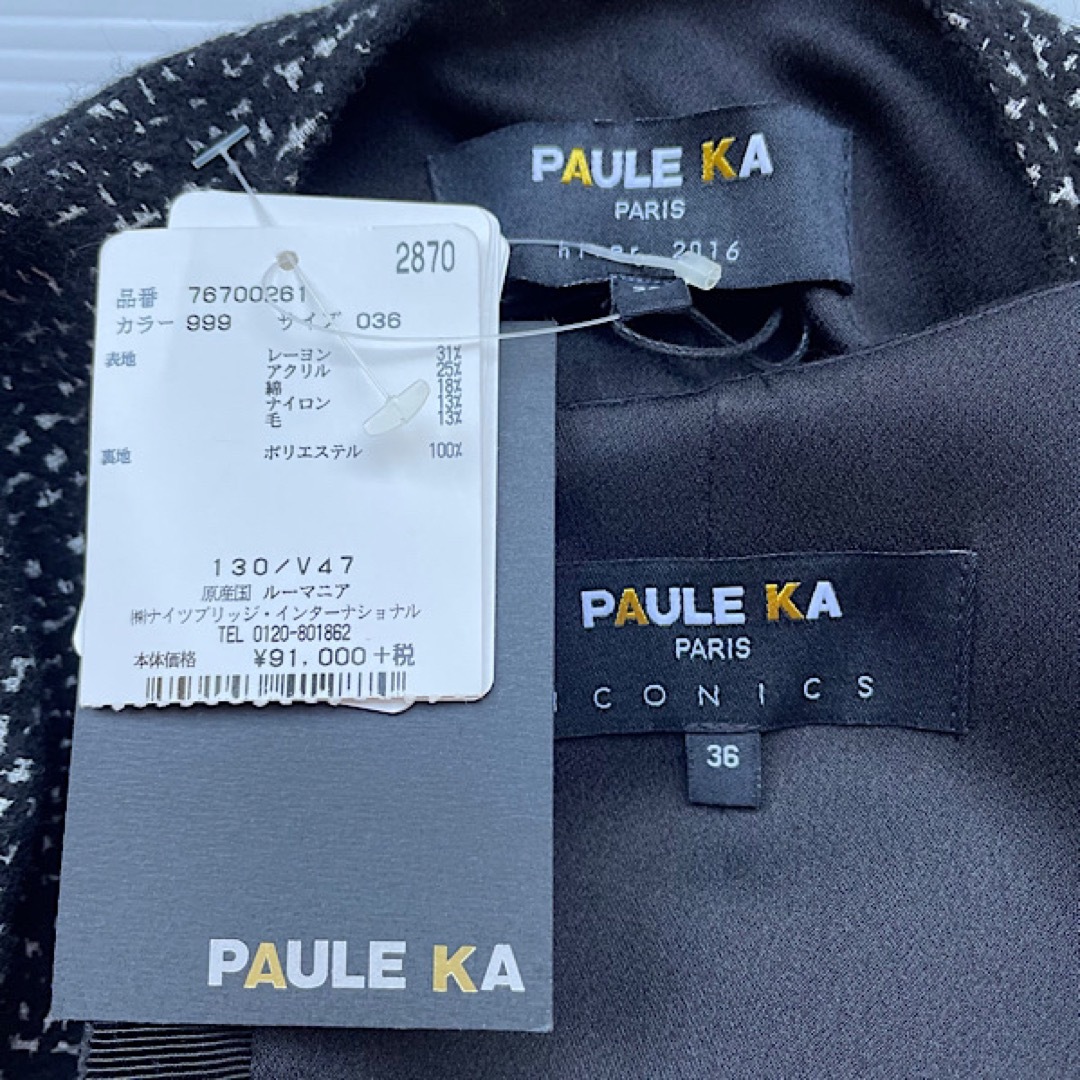 PAULE KA
PARIS
2016
2870
品番 76700261
カラー 999 サイズ 036
表地 レーヨン 31%
アクリル 25%
綿 18%
ナイロン 13%
毛 13%
裏地 ポリエステル 100%
130/V47
原産国 ルーマニア
㈱ナイツブリッジ・インターナショナル
TEL 0120-801862
本体価格 ¥91,000+税
PAULE KA
PARIS
ICONICS
36
PAULE KA